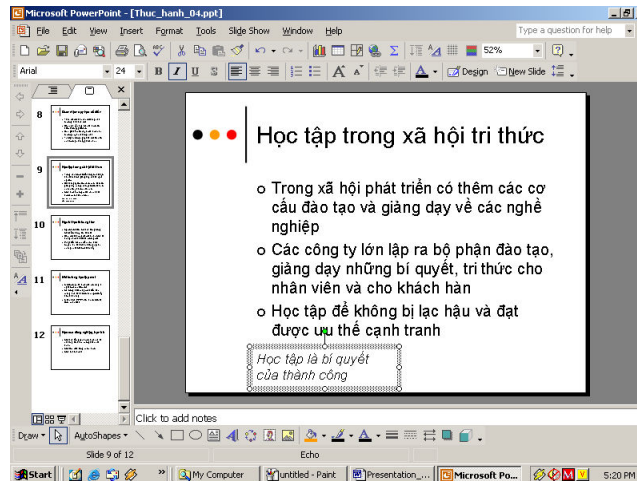 Microsoft PowerPoint - [Thuc_hanh_04.ppt]
File Edit View Insert Format Tools Slide Show Window Help
Type a question for help
52%
Arial 24 B I U S Design New Slide
8
9
10
11
12
Học tập trong xã hội tri thức
Trong xã hội phát triển có thêm các cơ
cấu đào tạo và giảng dạy về các nghề
nghiệp
Các công ty lớn lập ra bộ phận đào tạo,
giảng dạy những bí quyết, tri thức cho
nhân viên và cho khách hàn
Học tập để không bị lạc hậu và đạt
được ưu thế cạnh tranh
Học tập là bí quyết
của thành công
Click to add notes
Draw AutoShapes
Slide 9 of 12 Echo
Start » My Computer untitled - Paint Presentation_... Microsoft Po... 5:20 PM